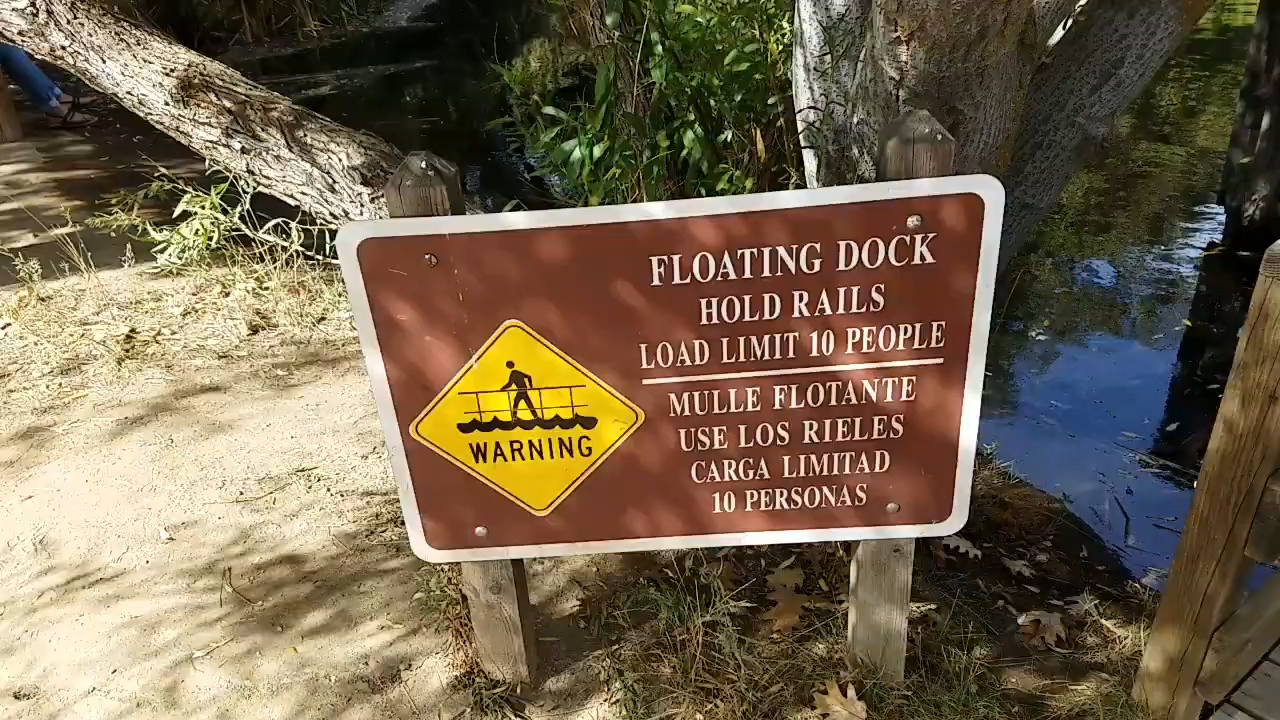 FLOATING DOCK
HOLD RAILS
LOAD LIMIT 10 PEOPLE
MULLE FLOTANTE
USE LOS RIELES
CARGA LIMITAD
10 PERSONAS
WARNING